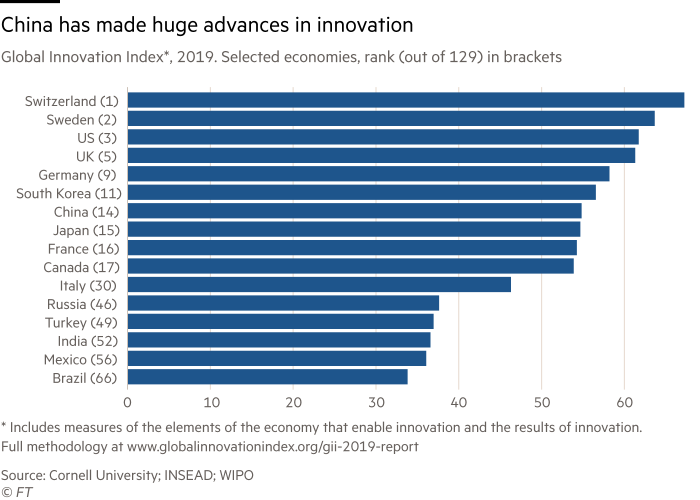 China has made huge advances in innovation
Global Innovation Index*, 2019. Selected economies, rank (out of 129) in brackets
Switzerland (1)
Sweden (2)
US (3)
UK (5)
Germany (9)
South Korea (11)
China (14)
Japan (15)
France (16)
Canada (17)
Italy (30)
Russia (46)
Turkey (49)
India (52)
Mexico (56)
Brazil (66)
0 10 20 30 40 50 60
* Includes measures of the elements of the economy that enable innovation and the results of innovation.
Full methodology at www.globalinnovationindex.org/gii-2019-report
Source: Cornell University; INSEAD; WIPO
© FT